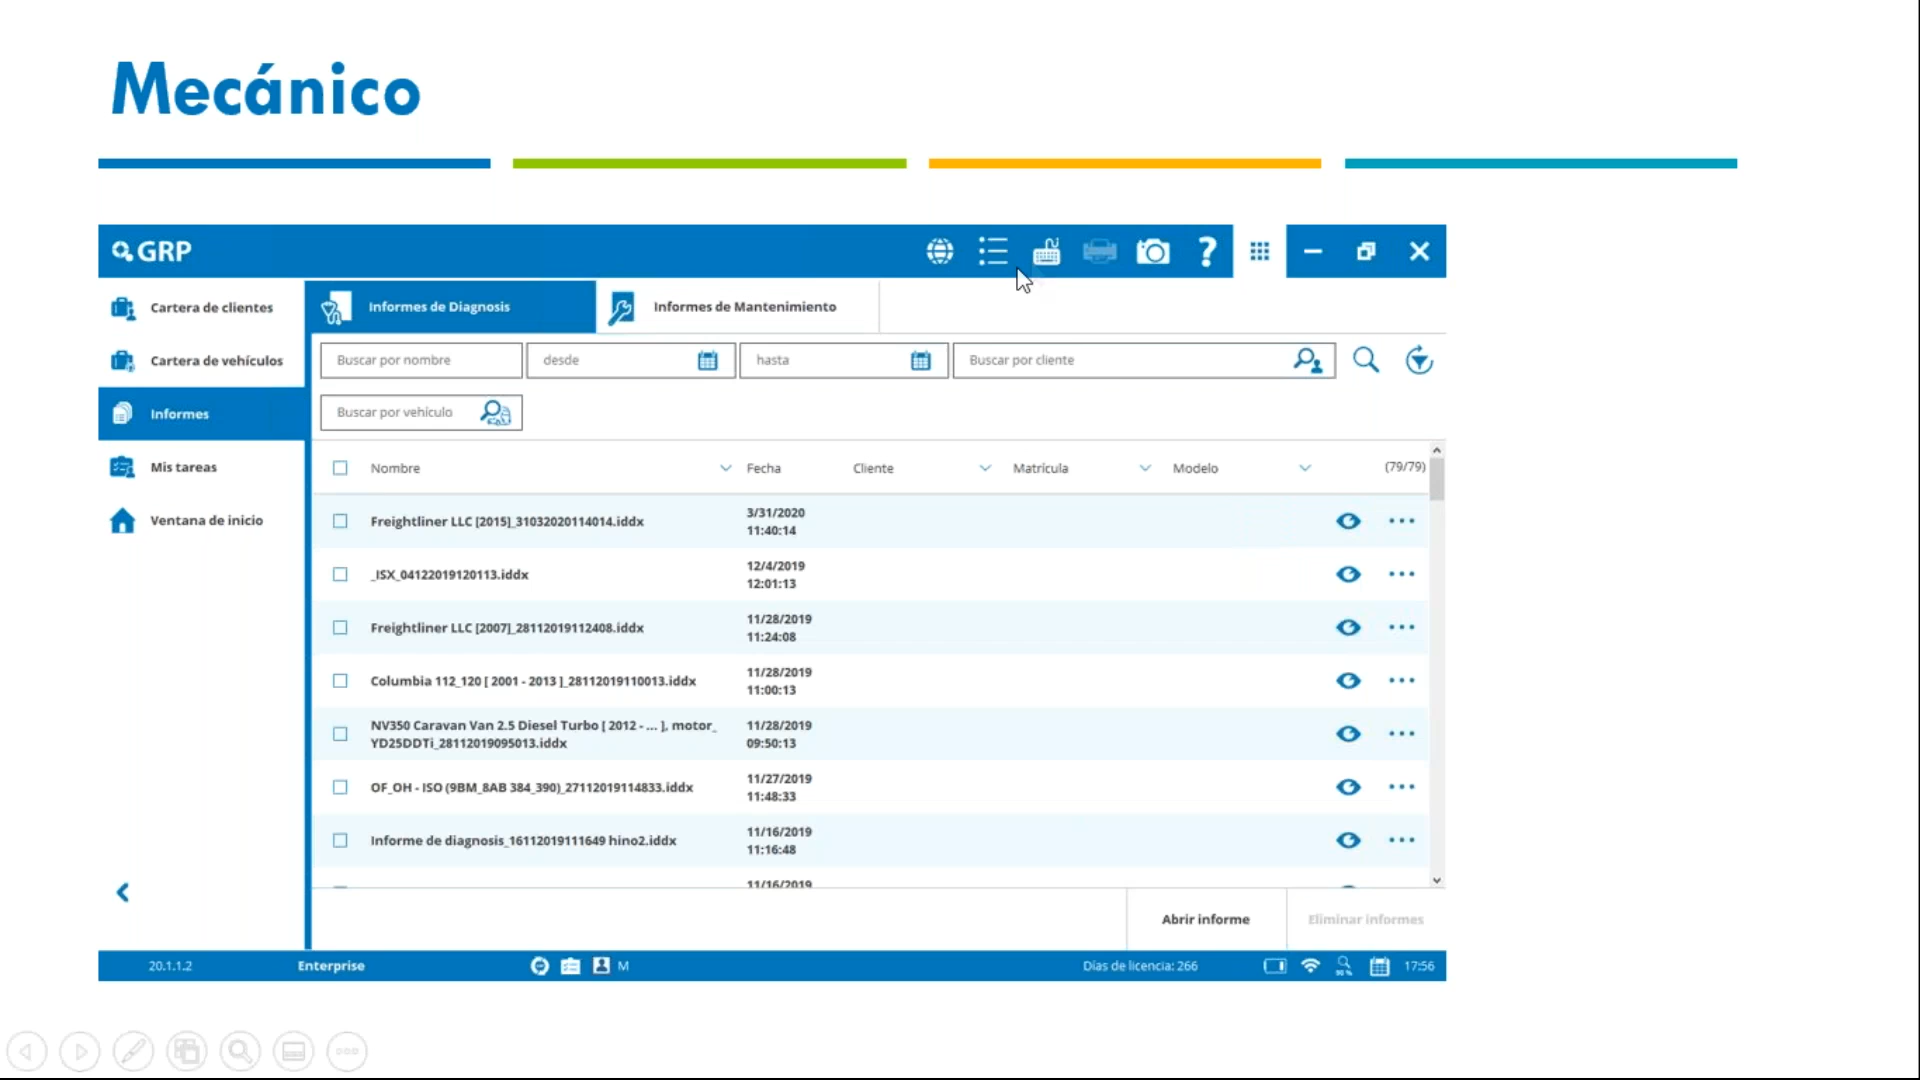 Mecánico
GRP
?
Cartera de clientes
Informes de Diagnosis
Informes de Mantenimiento
Cartera de vehículos
Buscar por nombre
desde
hasta
Buscar por cliente
Informes
Buscar por vehículo
Mis tareas
Nombre
Fecha
Cliente
Matrícula
Modelo
(79/79)
Ventana de inicio
Freightliner LLC [2015]_31032020114014.iddx
3/31/2020
11:40:14
_ISX_04122019120113.iddx
12/4/2019
12:01:13
Freightliner LLC [2007]_28112019112408.iddx
11/28/2019
11:24:08
Columbia 112_120 [ 2001 - 2013 ]_28112019110013.iddx
11/28/2019
11:00:13
NV350 Caravan Van 2.5 Diesel Turbo [ 2012 - ... ], motor_
YD25DDTi_28112019095013.iddx
11/28/2019
09:50:13
OF_OH - ISO (9BM_8AB 384_390)_27112019114833.iddx
11/27/2019
11:48:33
Informe de diagnosis_16112019111649 hino2.iddx
11/16/2019
11:16:48
11/16/2019
Abrir informe
Eliminar informes
20.1.1.2
Enterprise
M
Días de licencia: 266
17:56